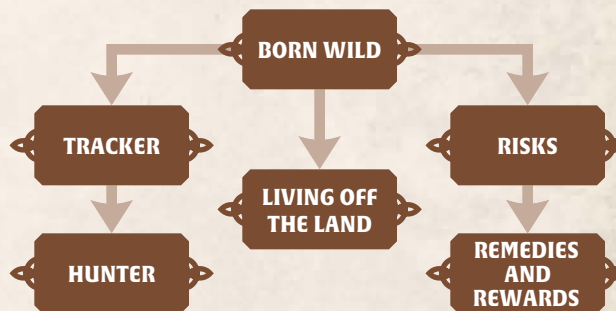 BORN WILD
TRACKER
RISKS
LIVING OFF
THE LAND
HUNTER
REMEDIES
AND
REWARDS